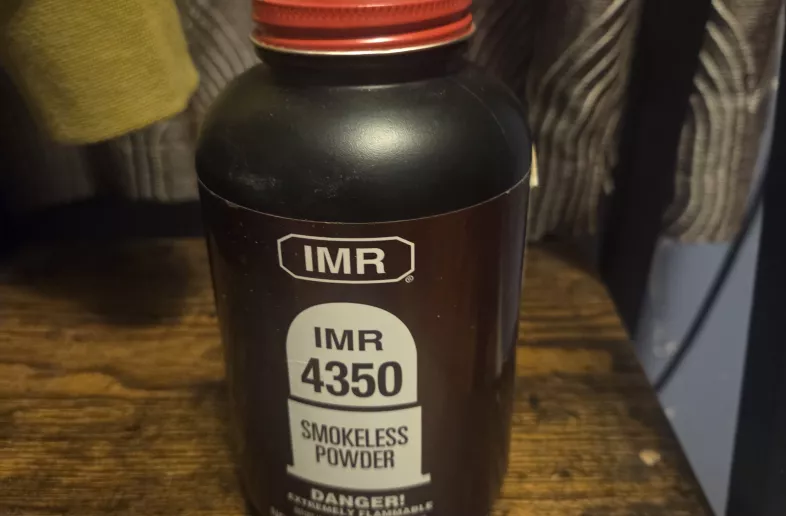 IMR®
IMR
4350
SMOKELESS
POWDER
DANGER!
EXTREMELY FLAMMABLE